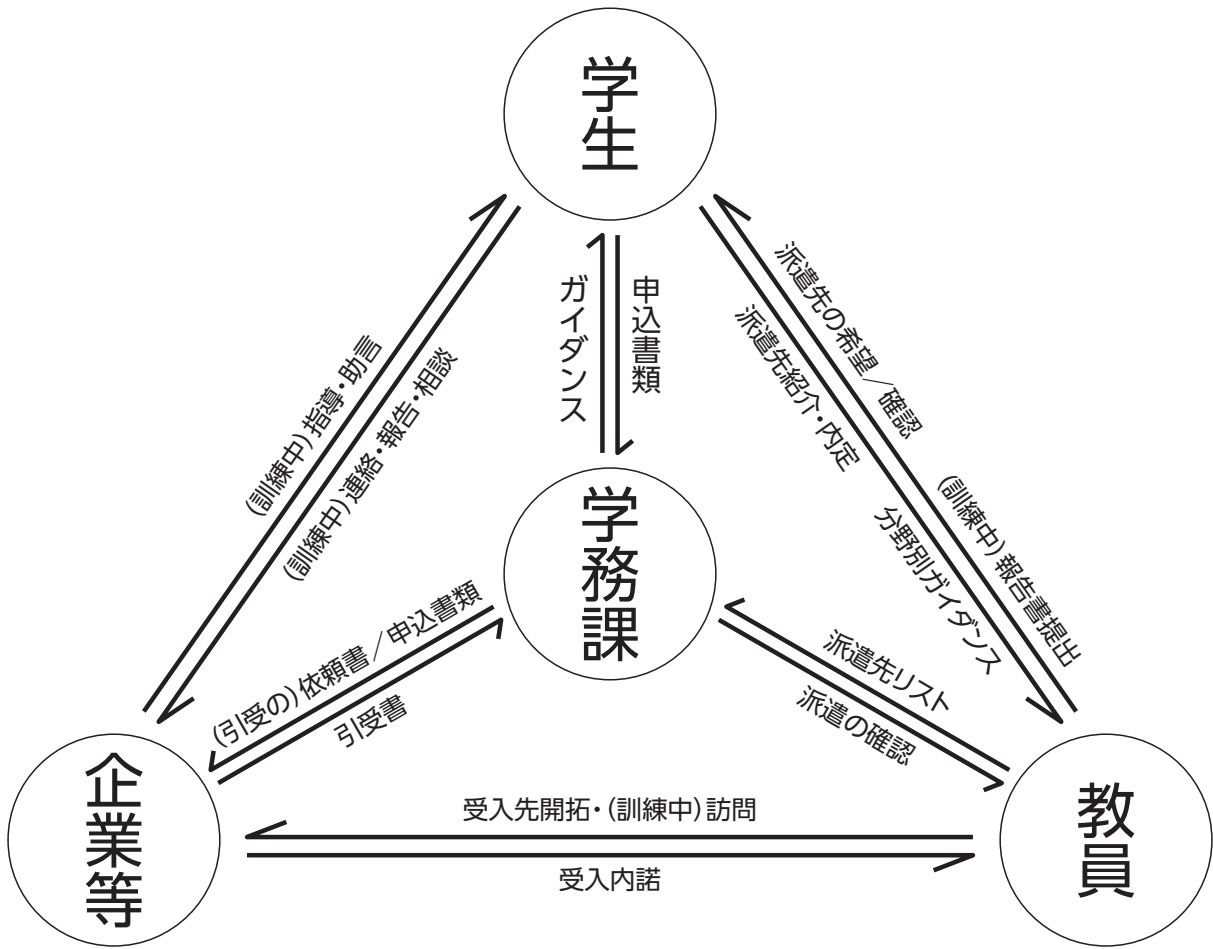 学生
ガイダンス
申込書類
派遣先の希望／確認
派遣先紹介・内定
(訓練中)指導・助言
(訓練中)連絡・報告・相談
(訓練中)報告書提出
分野別ガイダンス
学務課
(引受の)依頼書／申込書類
引受書
派遣先リスト
派遣の確認
企業等
教員
受入先開拓・(訓練中)訪問
受入内諾